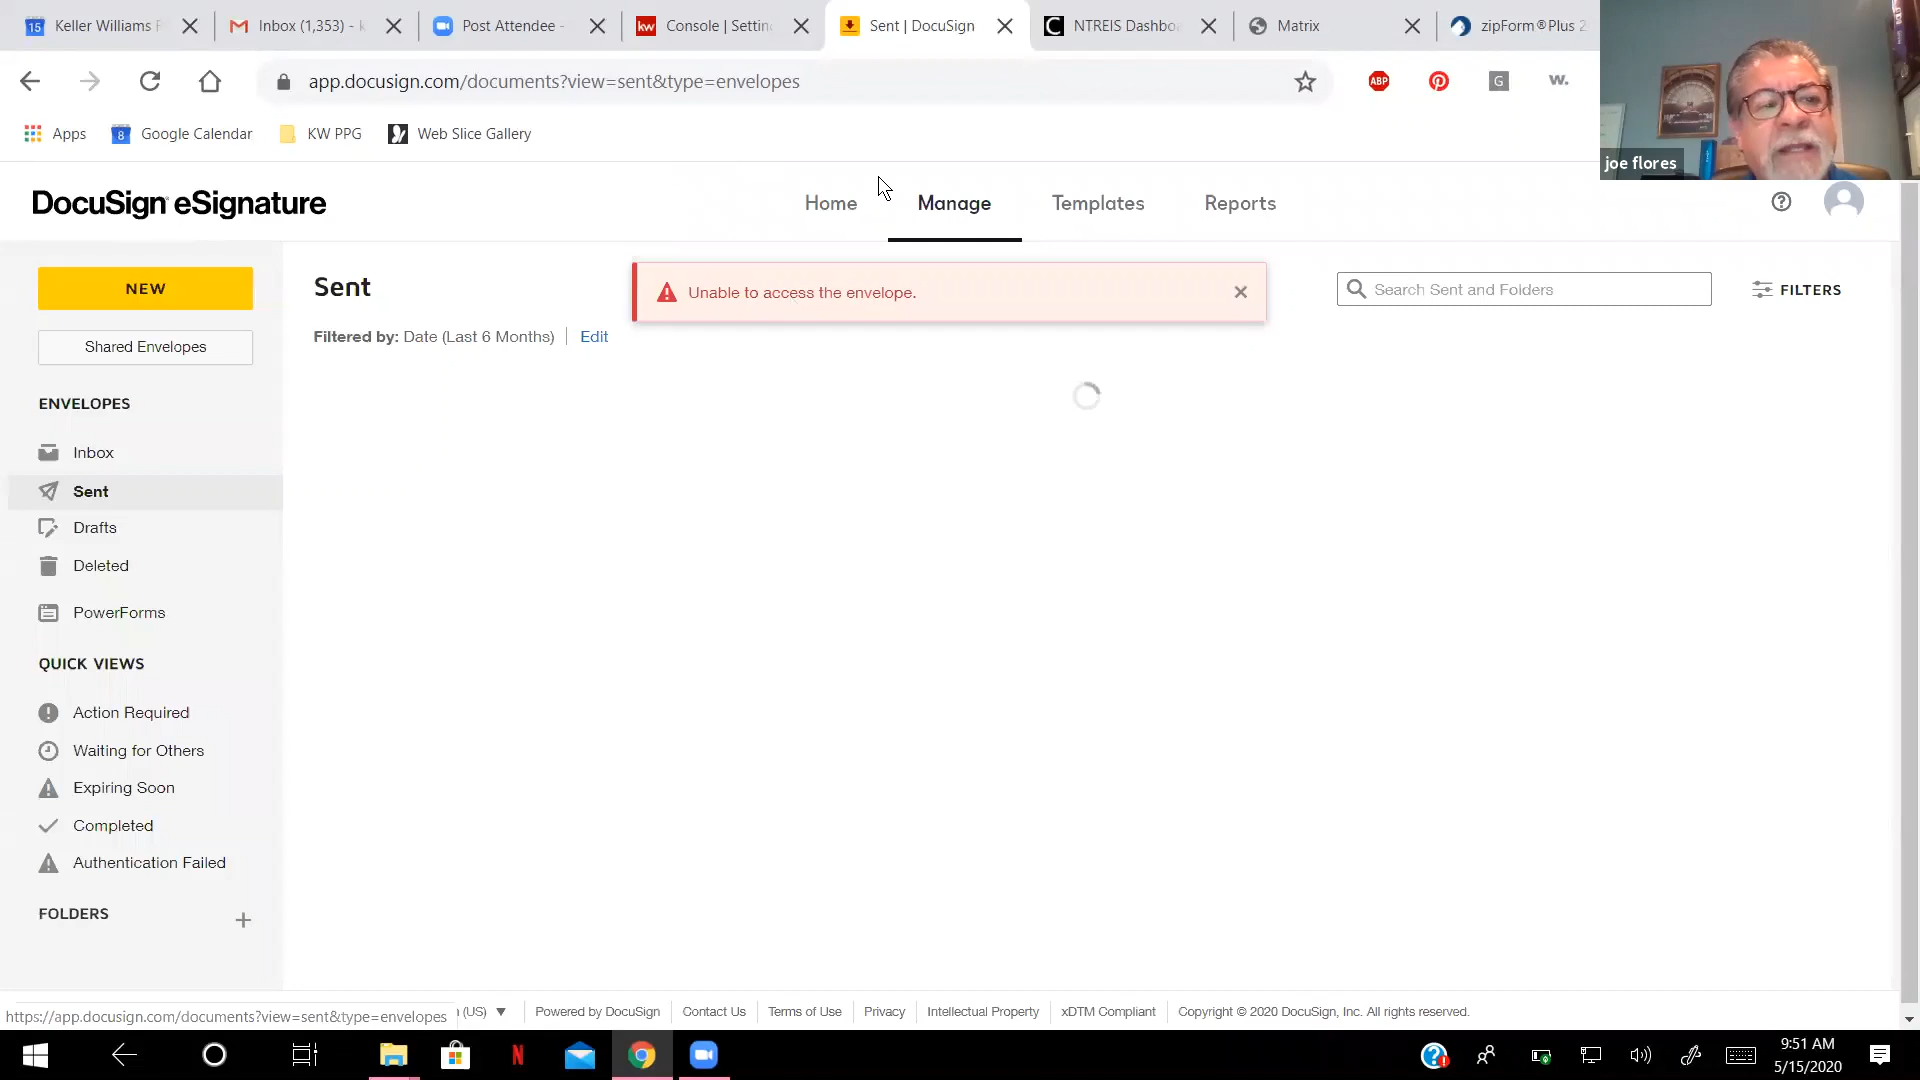 15 Keller Williams P
Inbox (1,353) - k
Post Attendee -
kw Console | Settin
Sent | DocuSign
C NTREIS Dashbo
Matrix
zipForm®Plus 2
app.docusign.com/documents?view=sent&type=envelopes
ABP
G
w.
Apps
8 Google Calendar
KW PPG
Web Slice Gallery
joe flores
DocuSign eSignature
Home
Manage
Templates
Reports
NEW
Sent
Unable to access the envelope.
Search Sent and Folders
FILTERS
Filtered by: Date (Last 6 Months)
Edit
Shared Envelopes
ENVELOPES
Inbox
Sent
Drafts
Deleted
PowerForms
QUICK VIEWS
Action Required
Waiting for Others
Expiring Soon
Completed
Authentication Failed
FOLDERS
https://app.docusign.com/documents?view=sent&type=envelopes
(US)
Powered by DocuSign
Contact Us
Terms of Use
Privacy
Intellectual Property
xDTM Compliant
Copyright © 2020 DocuSign, Inc. All rights reserved.
N
9:51 AM
5/15/2020